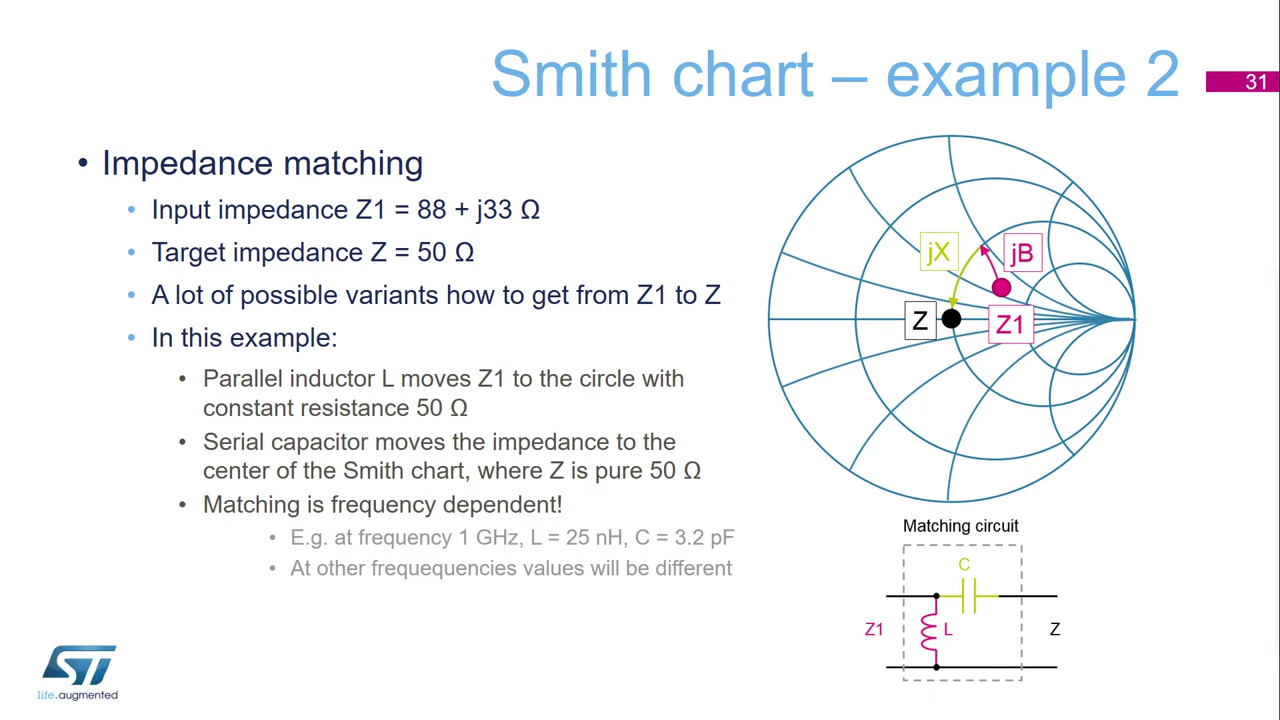 Smith chart – example 2
31
• Impedance matching
• Input impedance Z1 = 88 + j33 Ω
• Target impedance Z = 50 Ω
• A lot of possible variants how to get from Z1 to Z
• In this example:
• Parallel inductor L moves Z1 to the circle with
constant resistance 50 Ω
• Serial capacitor moves the impedance to the
center of the Smith chart, where Z is pure 50 Ω
• Matching is frequency dependent!
• E.g. at frequency 1 GHz, L = 25 nH, C = 3.2 pF
• At other frequequencies values will be different
jX
jB
Z
Z1
Matching circuit
C
Z1
L
Z
ST
life.augmented